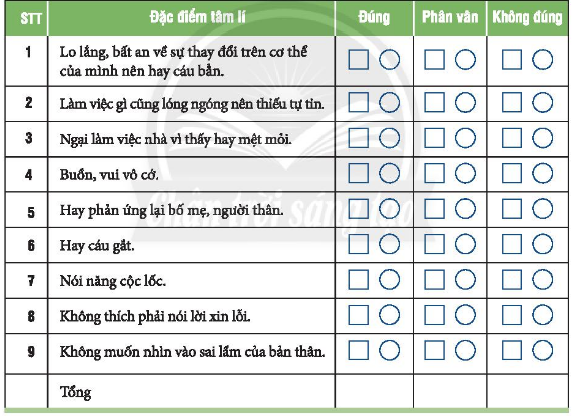 STT Đặc điểm tâm lí Đúng Phân vân Không đúng
1 Lo lắng, bất an về sự thay đổi trên cơ thể
của mình nên hay cáu bẳn.
2 Làm việc gì cũng lóng ngóng nên thiếu tự tin.
3 Ngại làm việc nhà vì thấy hay mệt mỏi.
4 Buồn, vui vô cớ.
Chân trời sáng tạo
5 Hay phản ứng lại bố mẹ, người thân.
6 Hay cáu gắt.
7 Nói năng cộc lốc.
8 Không thích phải nói lời xin lỗi.
9 Không muốn nhìn vào sai lầm của bản thân.
Tổng